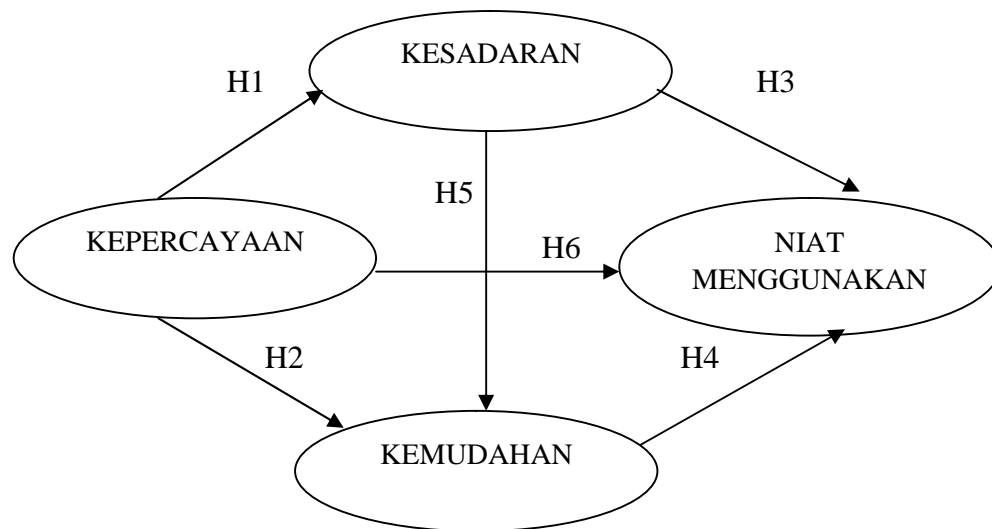 KESADARAN
H1
H3
H5
KEPERCAYAAN
H6
NIAT
MENGGUNAKAN
H2
H4
KEMUDAHAN